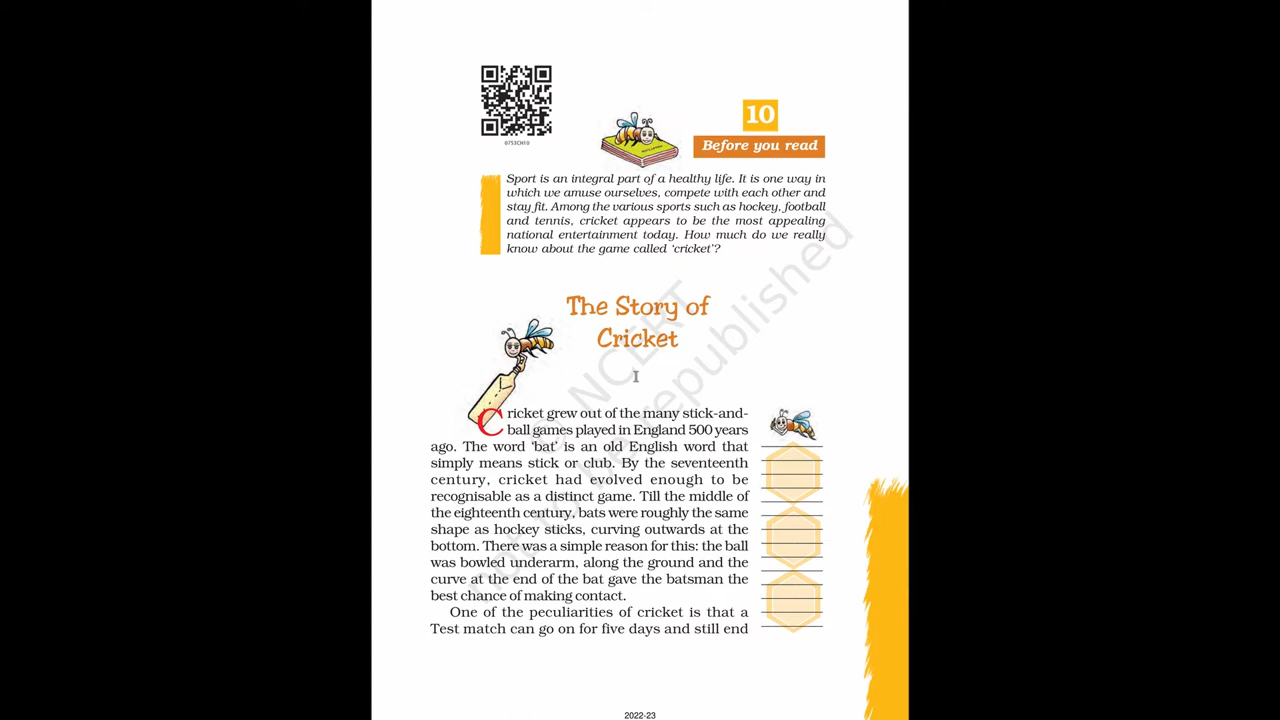 0753CH10
10
Before you read
Sport is an integral part of a healthy life. It is one way in
which we amuse ourselves, compete with each other and
stay fit. Among the various sports such as hockey, football
and tennis, cricket appears to be the most appealing
national entertainment today. How much do we really
know about the game called ‘cricket’?
The Story of
Cricket
I
Cricket grew out of the many stick-and-
ball games played in England 500 years
ago. The word ‘bat’ is an old English word that
simply means stick or club. By the seventeenth
century, cricket had evolved enough to be
recognisable as a distinct game. Till the middle of
the eighteenth century, bats were roughly the same
shape as hockey sticks, curving outwards at the
bottom. There was a simple reason for this: the ball
was bowled underarm, along the ground and the
curve at the end of the bat gave the batsman the
best chance of making contact.
One of the peculiarities of cricket is that a
Test match can go on for five days and still end
© NCERT
not to be republished
2022-23